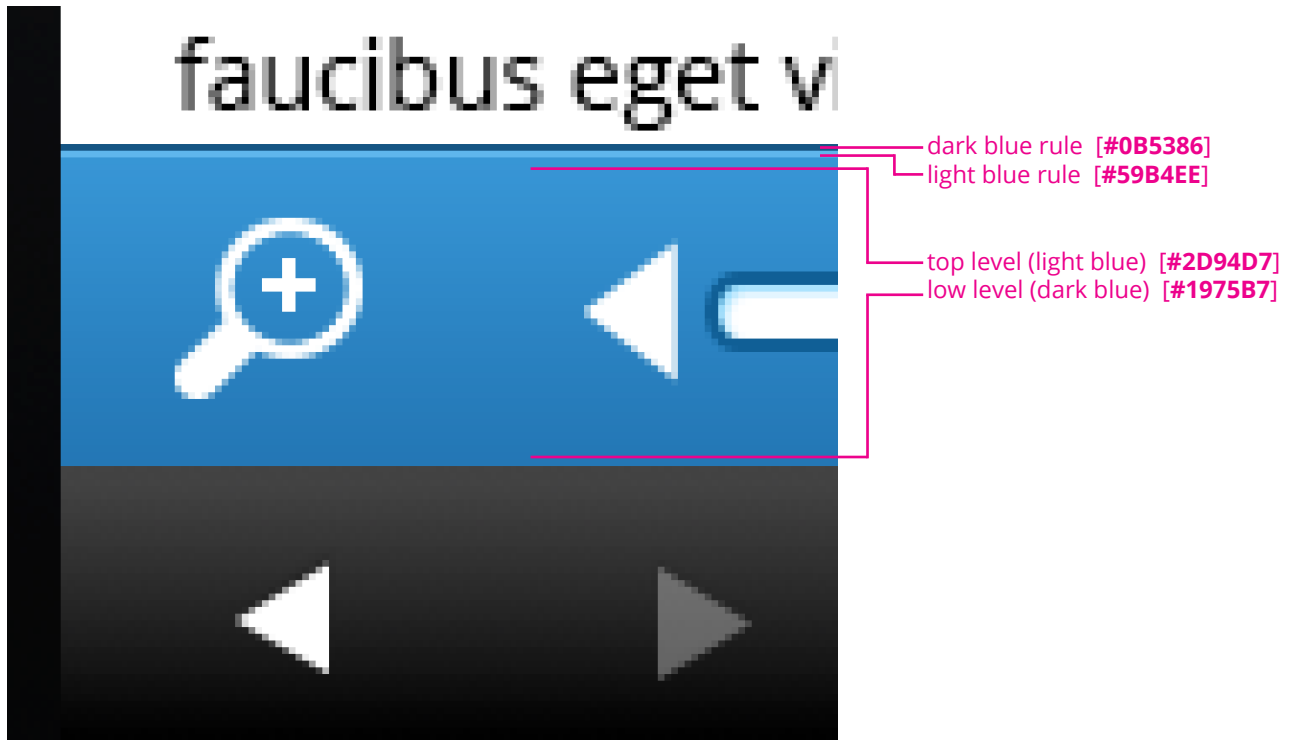 faucibus eget
dark blue rule [#0B5386]
light blue rule [#59B4EE]
top level (light blue) [#2D94D7]
low level (dark blue) [#1975B7]